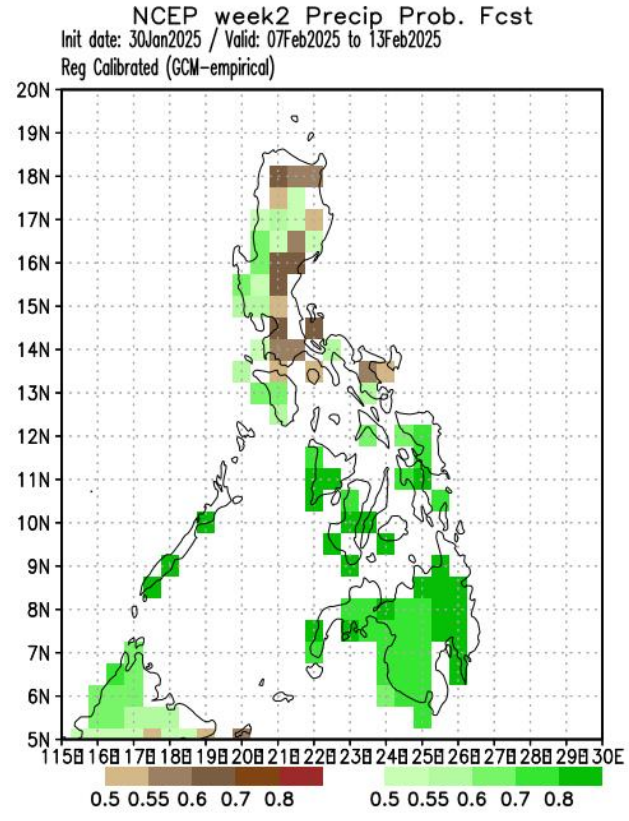 NCEP week2 Precip Prob. Fcst
Init date: 30Jan2025 / Valid: 07Feb2025 to 13Feb2025
Reg Calibrated (GCM-empirical)
20N
19N
18N
17N
16N
15N
14N
13N
12N
11N
10N
9N
8N
7N
6N
5N
115E 116E 117E 118E 119E 120E 121E 122E 123E 124E 125E 126E 127E 128E 129E 130E
0.5 0.55 0.6 0.7 0.8 0.5 0.55 0.6 0.7 0.8